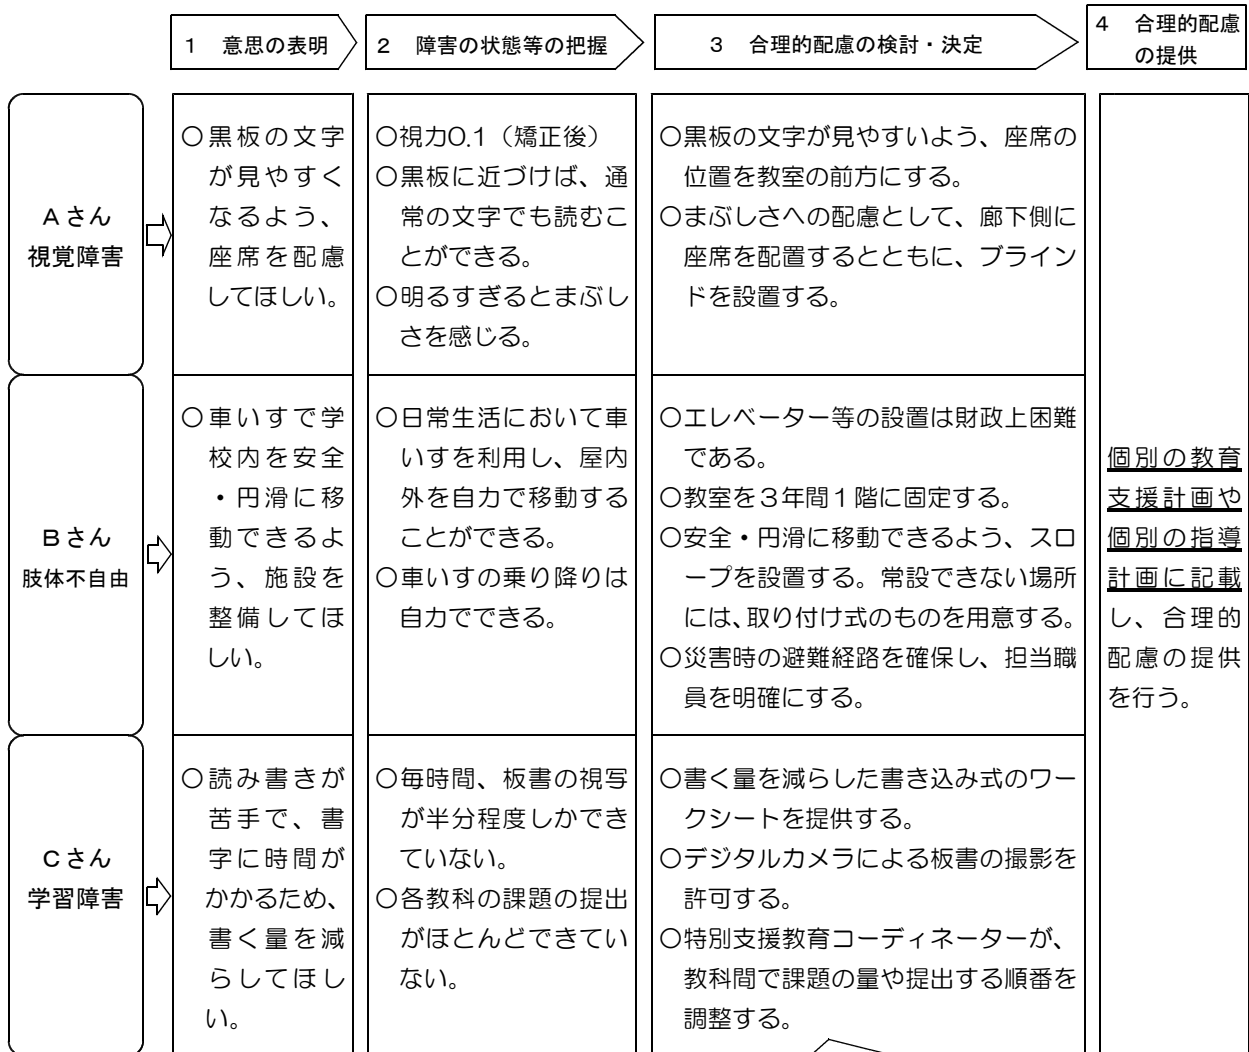 １　意思の表明
２　障害の状態等の把握
３　合理的配慮の検討・決定
４　合理的配慮
の提供
Ａさん
視覚障害
〇黒板の文字
が見やすく
なるよう、
座席を配慮
してほしい。
〇視力0.1（矯正後）
〇黒板に近づけば、通
常の文字でも読むこ
とができる。
〇明るすぎるとまぶし
さを感じる。
〇黒板の文字が見やすいよう、座席の
位置を教室の前方にする。
〇まぶしさへの配慮として、廊下側に
座席を配置するとともに、ブライン
ドを設置する。
Ｂさん
肢体不自由
〇車いすで学
校内を安全
・円滑に移
動できるよ
う、施設を
整備してほ
しい。
〇日常生活において車
いすを利用し、屋内
外を自力で移動する
ことができる。
〇車いすの乗り降りは
自力でできる。
〇エレベーター等の設置は財政上困難
である。
〇教室を３年間１階に固定する。
〇安全・円滑に移動できるよう、スロ
ープを設置する。常設できない場所
には、取り付け式のものを用意する。
〇災害時の避難経路を確保し、担当職
員を明確にする。
Ｃさん
学習障害
〇読み書きが
苦手で、書
字に時間が
かかるため、
書く量を減
らしてほし
い。
〇毎時間、板書の視写
が半分程度しかでき
ていない。
〇各教科の課題の提出
がほとんどできてい
ない。
〇書く量を減らした書き込み式のワー
クシートを提供する。
〇デジタルカメラによる板書の撮影を
許可する。
〇特別支援教育コーディネーターが、
教科間で課題の量や提出する順番を
調整する。
個別の教育
支援計画や
個別の指導
計画に記載
し、合理的
配慮の提供
を行う。